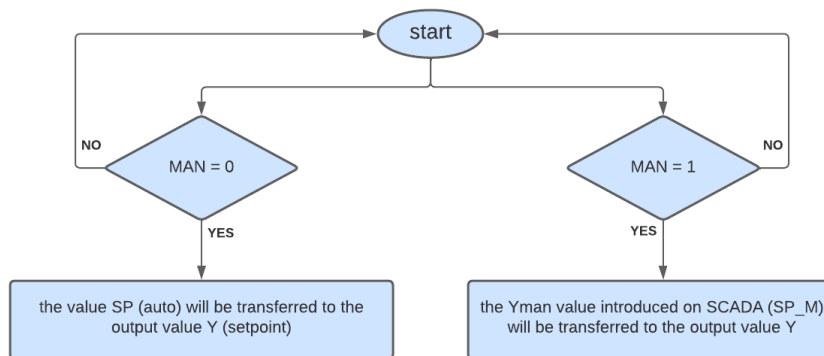 start
NO
MAN = 0
MAN = 1
NO
YES
YES
the value SP (auto) will be transferred to the
output value Y (setpoint)
the Yman value introduced on SCADA (SP_M)
will be transferred to the output value Y